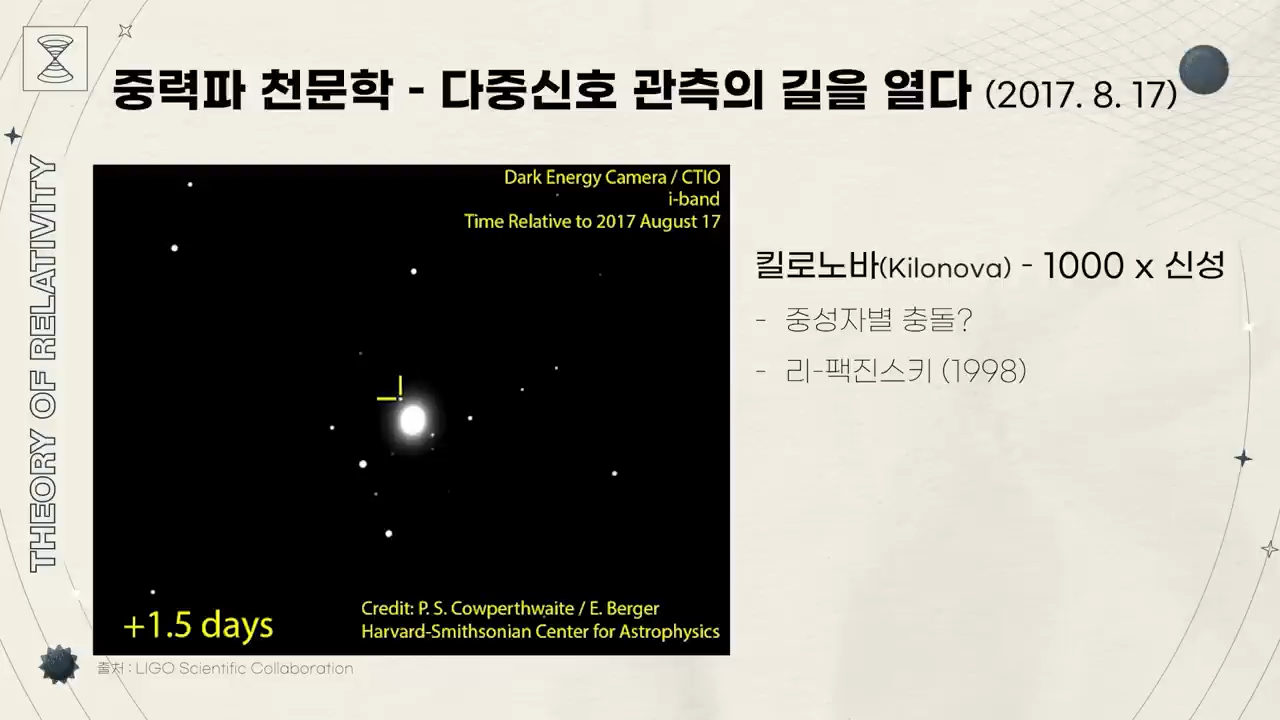 중력파 천문학 - 다중신호 관측의 길을 열다 (2017. 8. 17)
THEORY OF RELATIVITY
Dark Energy Camera / CTIO
i-band
Time Relative to 2017 August 17
+1.5 days
Credit: P. S. Cowperthwaite / E. Berger
Harvard-Smithsonian Center for Astrophysics
출처 : LIGO Scientific Collaboration
킬로노바(Kilonova) - 1000 x 신성
- 중성자별 충돌?
- 리-팩진스키 (1998)